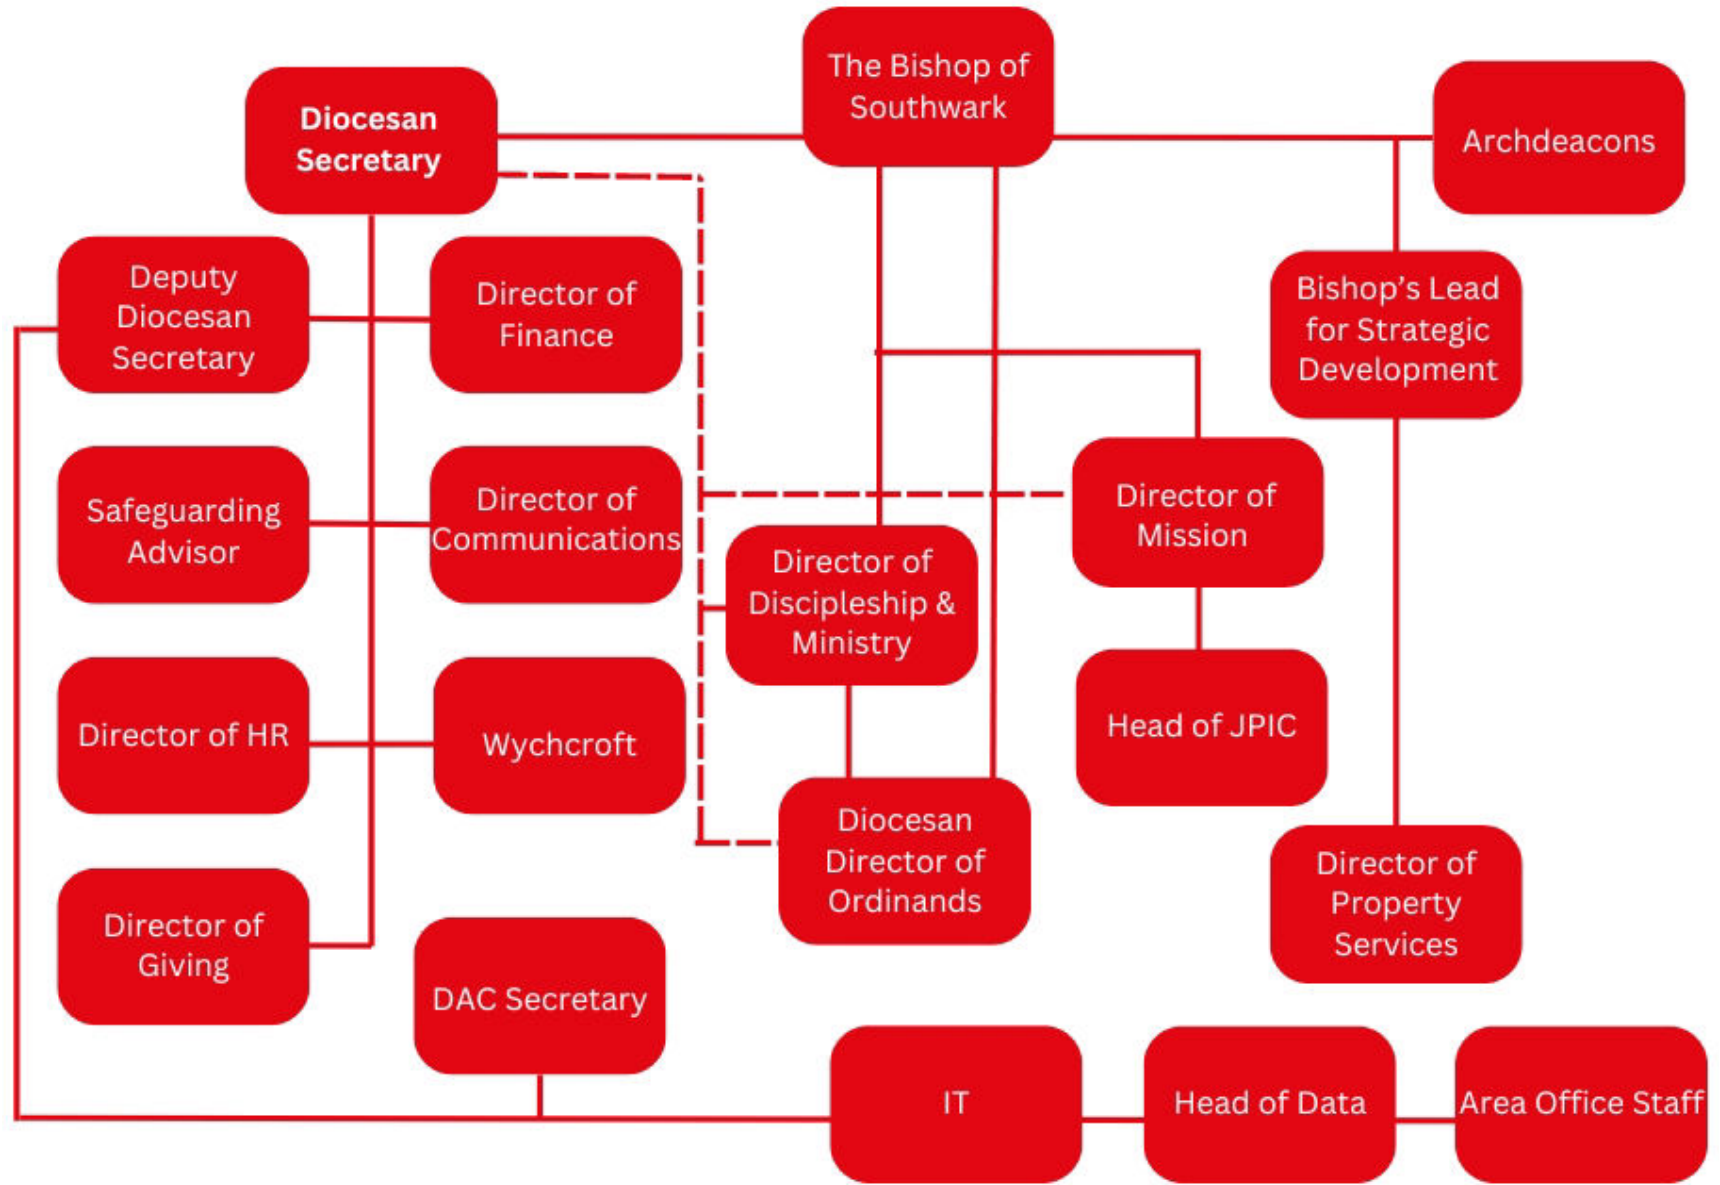 The Bishop of
Southwark
Diocesan
Secretary
Archdeacons
Deputy
Diocesan
Secretary
Director of
Finance
Bishop’s Lead
for Strategic
Development
Safeguarding
Advisor
Director of
Communications
Director of
Mission
Director of
Discipleship &
Ministry
Director of HR
Wychcroft
Head of JPIC
Diocesan
Director of
Ordinands
Director of
Property
Services
Director of
Giving
DAC Secretary
IT
Head of Data
Area Office Staff